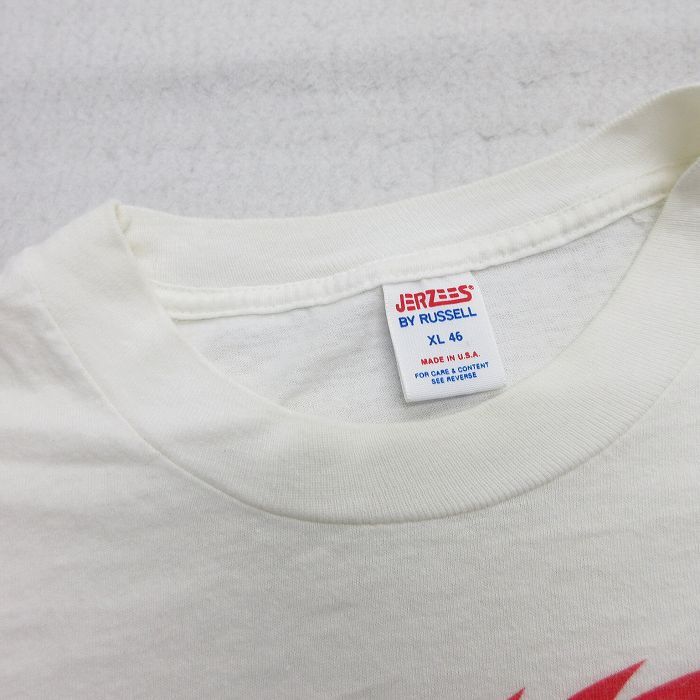 JERZEES®
BY RUSSELL
XL 46
MADE IN U.S.A.
FOR CARE & CONTENT
SEE REVERSE